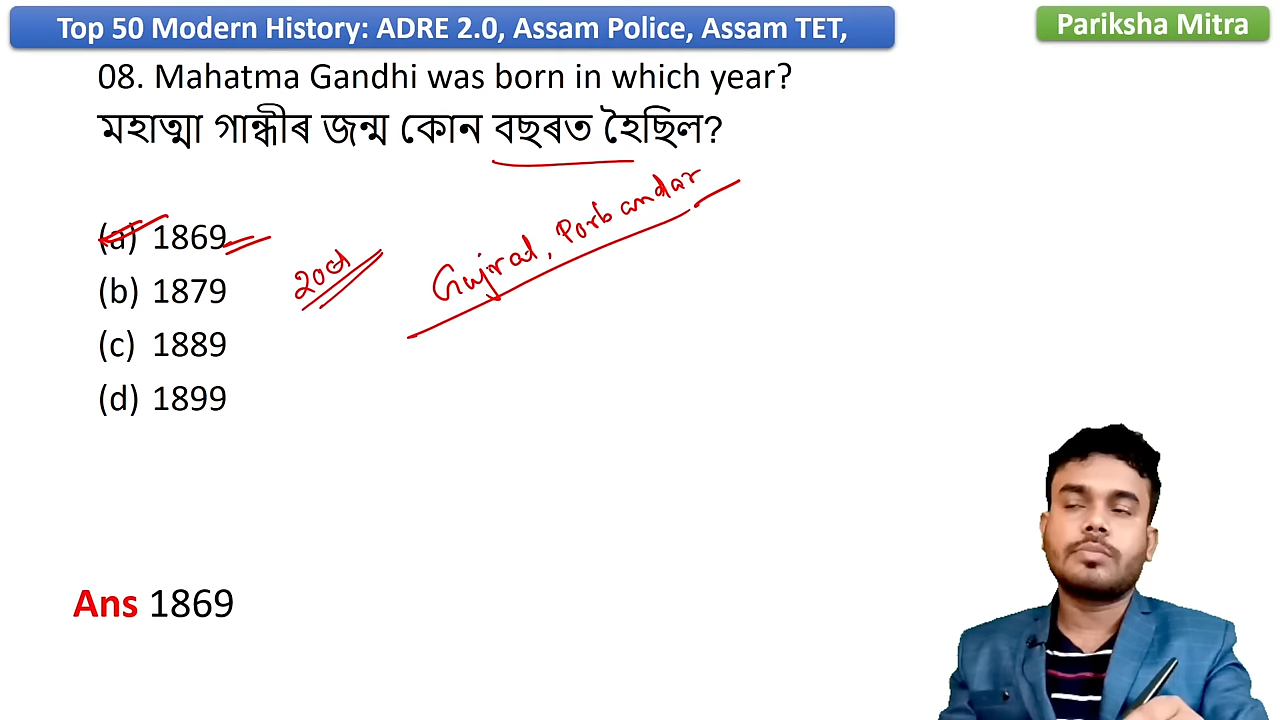 Top 50 Modern History: ADRE 2.0, Assam Police, Assam TET,
Pariksha Mitra
08. Mahatma Gandhi was born in which year?
মহাত্মা গান্ধীৰ জন্ম কোন বছৰত হৈছিল?
(a) 1869
(b) 1879
(c) 1889
(d) 1899
Gujrat, Porbandar
Ans 1869